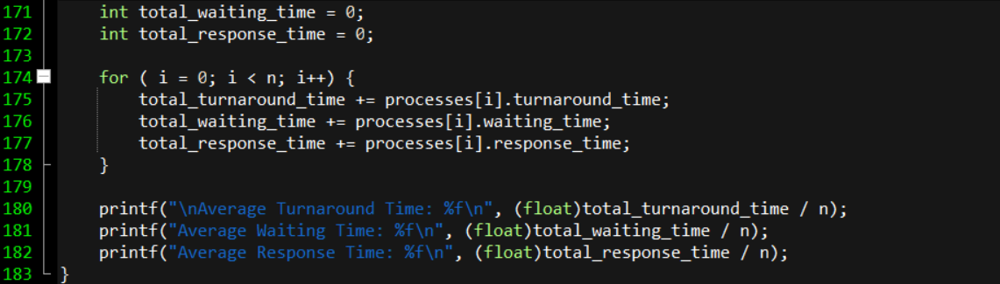 171 int total_waiting_time = 0;
172 int total_response_time = 0;
173
174 for ( i = 0; i < n; i++) {
175 total_turnaround_time += processes[i].turnaround_time;
176 total_waiting_time += processes[i].waiting_time;
177 total_response_time += processes[i].response_time;
178 }
179
180 printf("\nAverage Turnaround Time: %f\n", (float)total_turnaround_time / n);
181 printf("Average Waiting Time: %f\n", (float)total_waiting_time / n);
182 printf("Average Response Time: %f\n", (float)total_response_time / n);
183 }